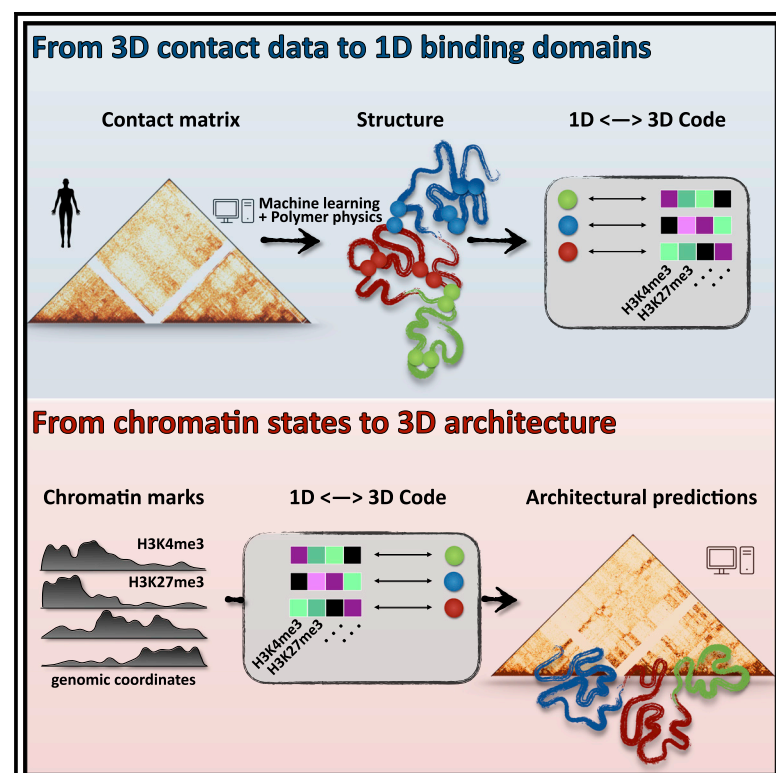 From 3D contact data to 1D binding domains
Contact matrix
Structure
1D <—> 3D Code
Machine learning
+ Polymer physics
H3K4me3
H3K27me3
From chromatin states to 3D architecture
Chromatin marks
1D <—> 3D Code
Architectural predictions
H3K4me3
H3K27me3
genomic coordinates
H3K4me3
H3K27me3